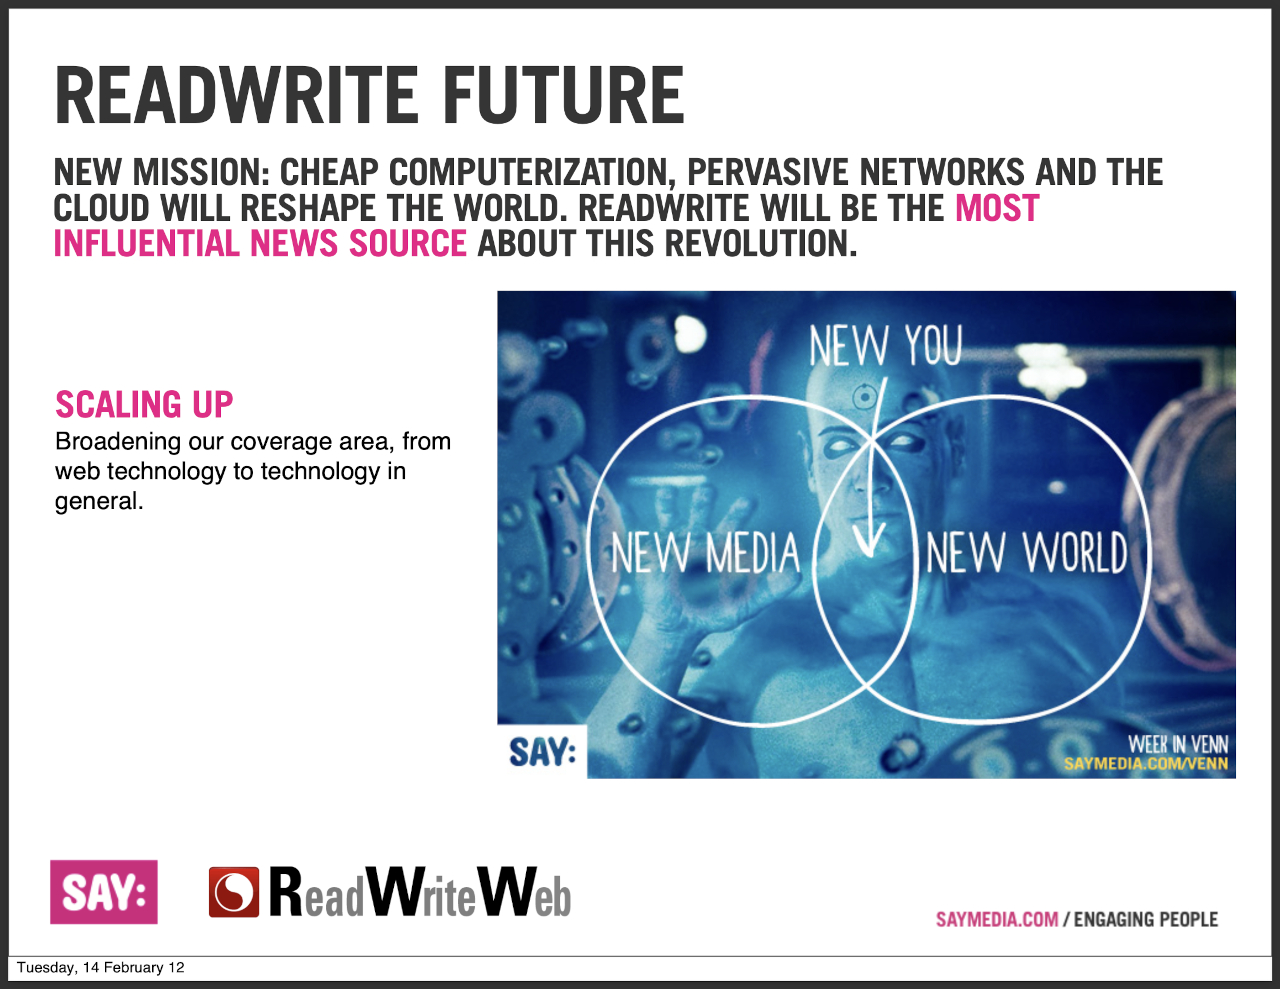 READWRITE FUTURE
NEW MISSION: CHEAP COMPUTERIZATION, PERVASIVE NETWORKS AND THE
CLOUD WILL RESHAPE THE WORLD. READWRITE WILL BE THE MOST
INFLUENTIAL NEWS SOURCE ABOUT THIS REVOLUTION.
SCALING UP
Broadening our coverage area, from
web technology to technology in
general.
NEW YOU
NEW MEDIA
NEW WORLD
SAY:
WEEK IN VENN
SAYMEDIA.COM/VENN
SAY:
ReadWriteWeb
SAYMEDIA.COM / ENGAGING PEOPLE
Tuesday, 14 February 12